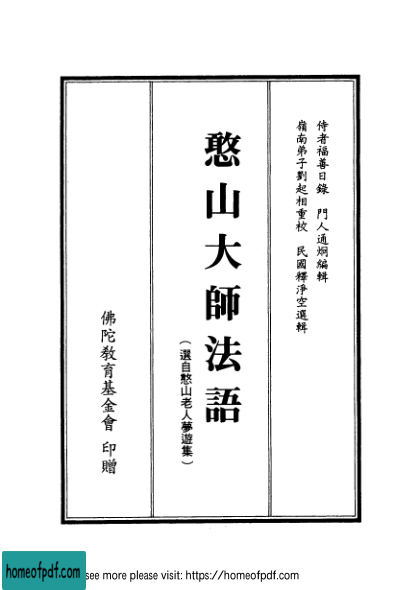 侍者福善日錄　門人通炯編輯
嶺南弟子劉起相重校　民國釋淨空選輯
憨山大師法語
（選自憨山老人夢遊集）
佛陀教育基金會　印贈
homeofpdf.com
see more please visit: https://homeofpdf.com